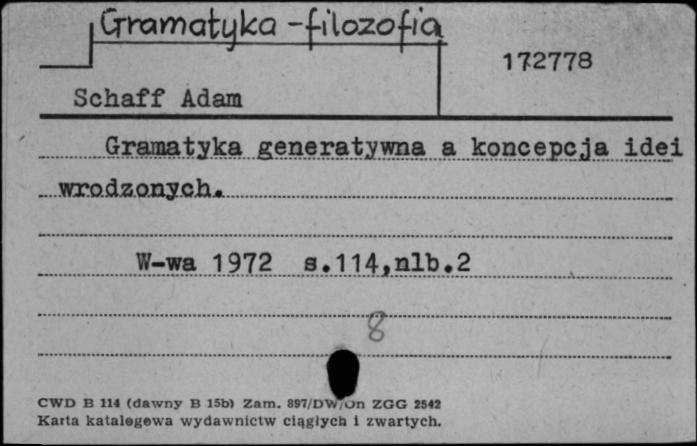 Gramatyka - filozofia
172778
Schaff Adam
Gramatyka generatywna a koncepcja idei
wrodzonych.
W-wa 1972 s.114,nlb.2
8
CWD B 114 (dawny B 15b) Zam. 897/DW/On ZGG 2542
Karta katalogowa wydawnictw ciągłych i zwartych.